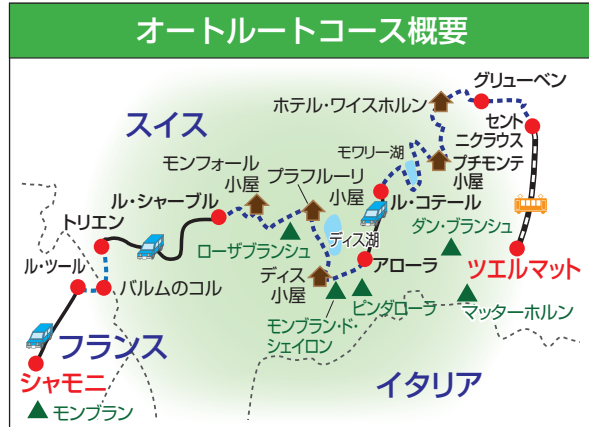 オートルートコース概要
グリューベン
ホテル・ワイスホルン
スイス
セント
ニクラウス
モワリー湖
モンフォール
小屋
プラフルーリ
小屋
プチモンテ
小屋
ル・シャーブル
ル・コテール
トリエン
ダン・ブランシュ
ローザブランシュ
ディス湖
ル・ツール
バルムのコル
ディス
小屋
アローラ
ツエルマット
モンブラン・ド・
シェイロン
ピンダローラ
マッターホルン
フランス
シャモニ
イタリア
モンブラン